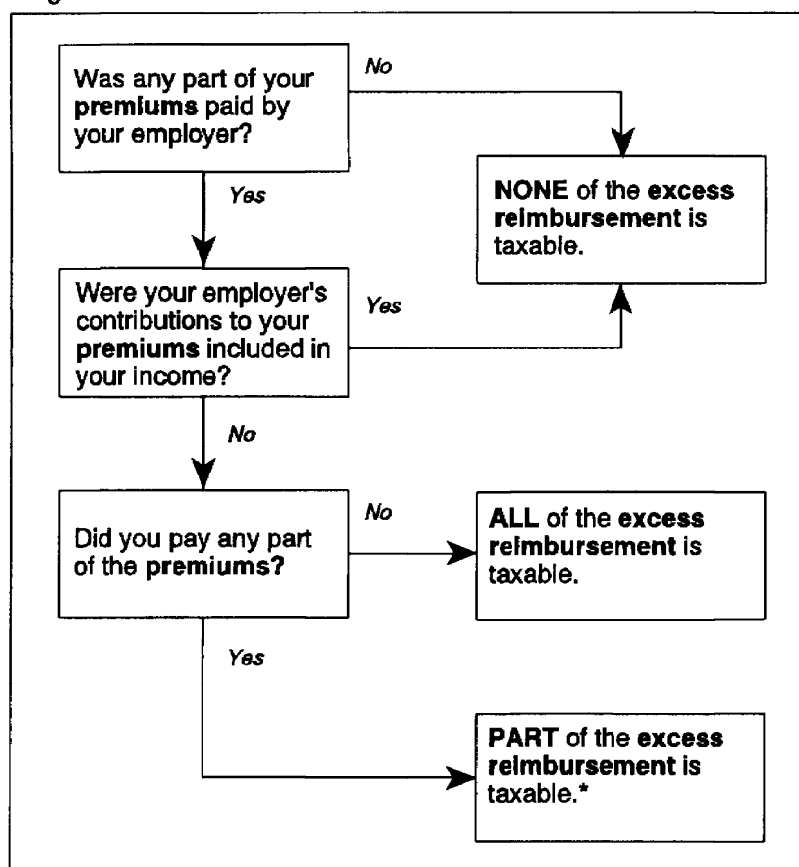 Was any part of your
premiums paid by
your employer?
No
Yes
NONE of the excess
reimbursement is
taxable.
Were your employer's
contributions to your
premiums included in
your income?
Yes
No
Did you pay any part
of the premiums?
No
ALL of the excess
reimbursement is
taxable.
Yes
PART of the excess
reimbursement is
taxable.*